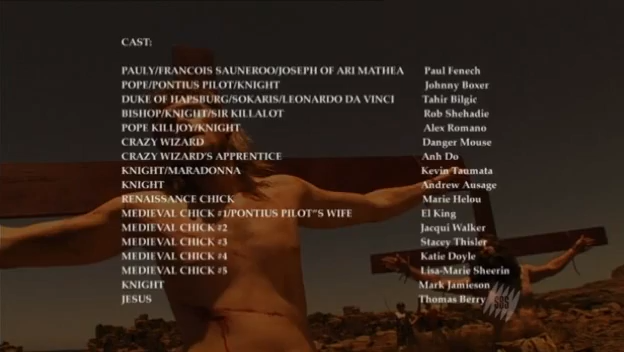 CAST:
PAULY/FRANCOIS SAUNEROO/JOSEPH OF ARI MATHEA Paul Fenech
POPE/PONTIUS PILOT/KNIGHT Johnny Boxer
DUKE OF HAPSBURG/SOKARIS/LEONARDO DA VINCI Tahir Bilgic
BISHOP/KNIGHT/SIR KILLALOT Rob Shehadie
POPE KILLJOY/KNIGHT Alex Romano
CRAZY WIZARD Danger Mouse
CRAZY WIZARD'S APPRENTICE Anh Do
KNIGHT/MARADONNA Kevin Taumata
KNIGHT Andrew Ausage
RENAISSANCE CHICK Marie Helou
MEDIEVAL CHICK #1/PONTIUS PILOT"S WIFE El King
MEDIEVAL CHICK #2 Jacqui Walker
MEDIEVAL CHICK #3 Stacey Thisler
MEDIEVAL CHICK #4 Katie Doyle
MEDIEVAL CHICK #5 Lisa-Marie Sheerin
KNIGHT Mark Jamieson
JESUS Thomas Berry
SBS